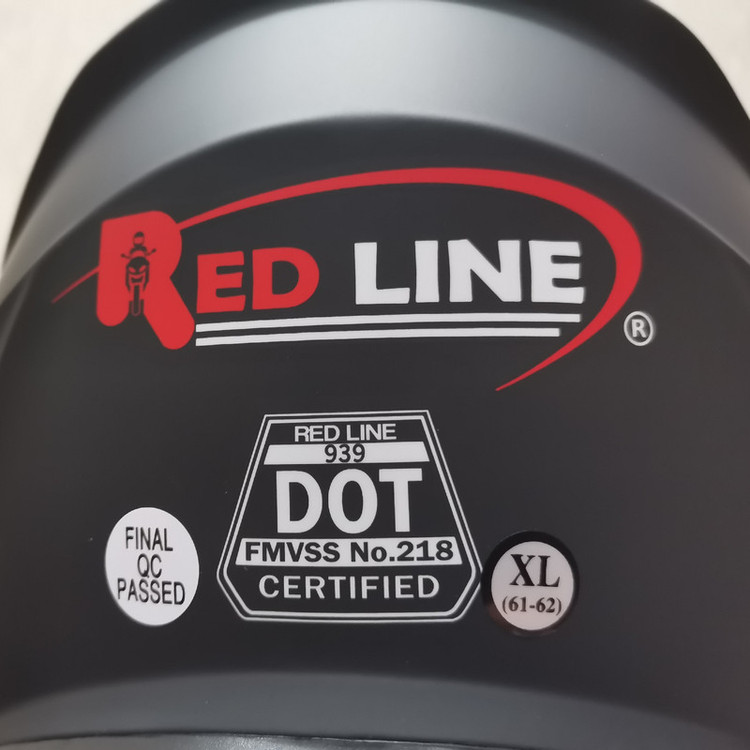 RED LINE
®
RED LINE
939
DOT
FMVSS No.218
CERTIFIED
FINAL
QC
PASSED
XL
(61-62)